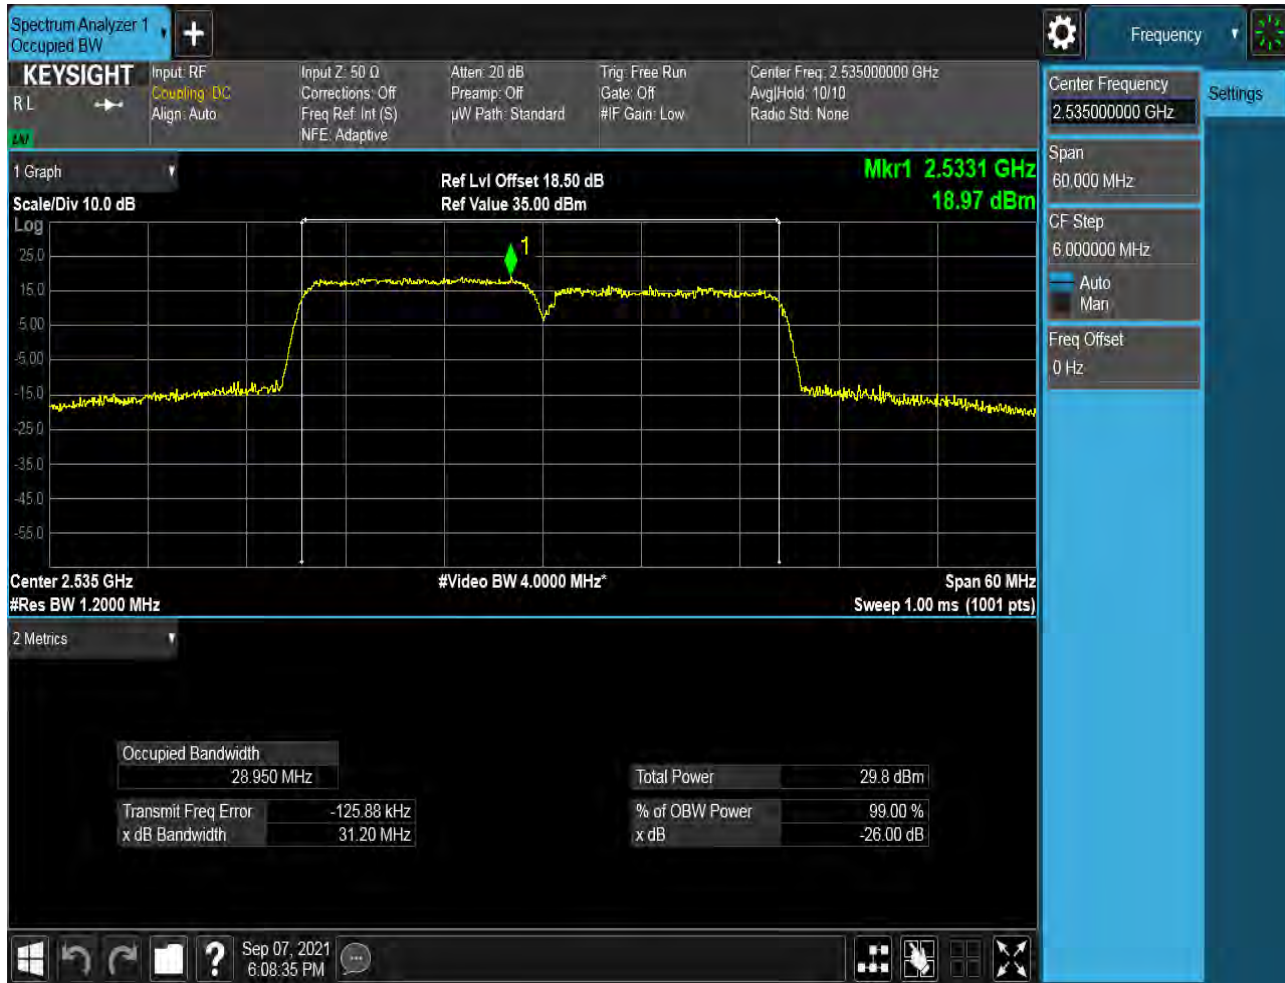 Spectrum Analyzer 1
Occupied BW
Frequency
KEYSIGHT
R L
Input: RF
Coupling: DC
Align: Auto
Input Z: 50 Ω
Corrections: Off
Freq Ref: Int (S)
NFE: Adaptive
Atten: 20 dB
Preamp: Off
µW Path: Standard
Trig: Free Run
Gate: Off
#IF Gain: Low
Center Freq: 2.535000000 GHz
Avg|Hold: 10/10
Radio Std: None
Center Frequency
2.535000000 GHz
Settings
Span
60.000 MHz
CF Step
6.000000 MHz
Auto
Man
Freq Offset
0 Hz
1 Graph
Ref Lvl Offset 18.50 dB
Mkr1 2.5331 GHz
Scale/Div 10.0 dB
Ref Value 35.00 dBm
18.97 dBm
Log
1
25.0
15.0
5.00
-5.00
-15.0
-25.0
-35.0
-45.0
-55.0
Center 2.535 GHz
#Video BW 4.0000 MHz*
Span 60 MHz
#Res BW 1.2000 MHz
Sweep 1.00 ms (1001 pts)
2 Metrics
Occupied Bandwidth
28.950 MHz
Total Power 29.8 dBm
Transmit Freq Error -125.88 kHz
% of OBW Power 99.00 %
x dB Bandwidth 31.20 MHz
x dB -26.00 dB
?
Sep 07, 2021
6:08:35 PM